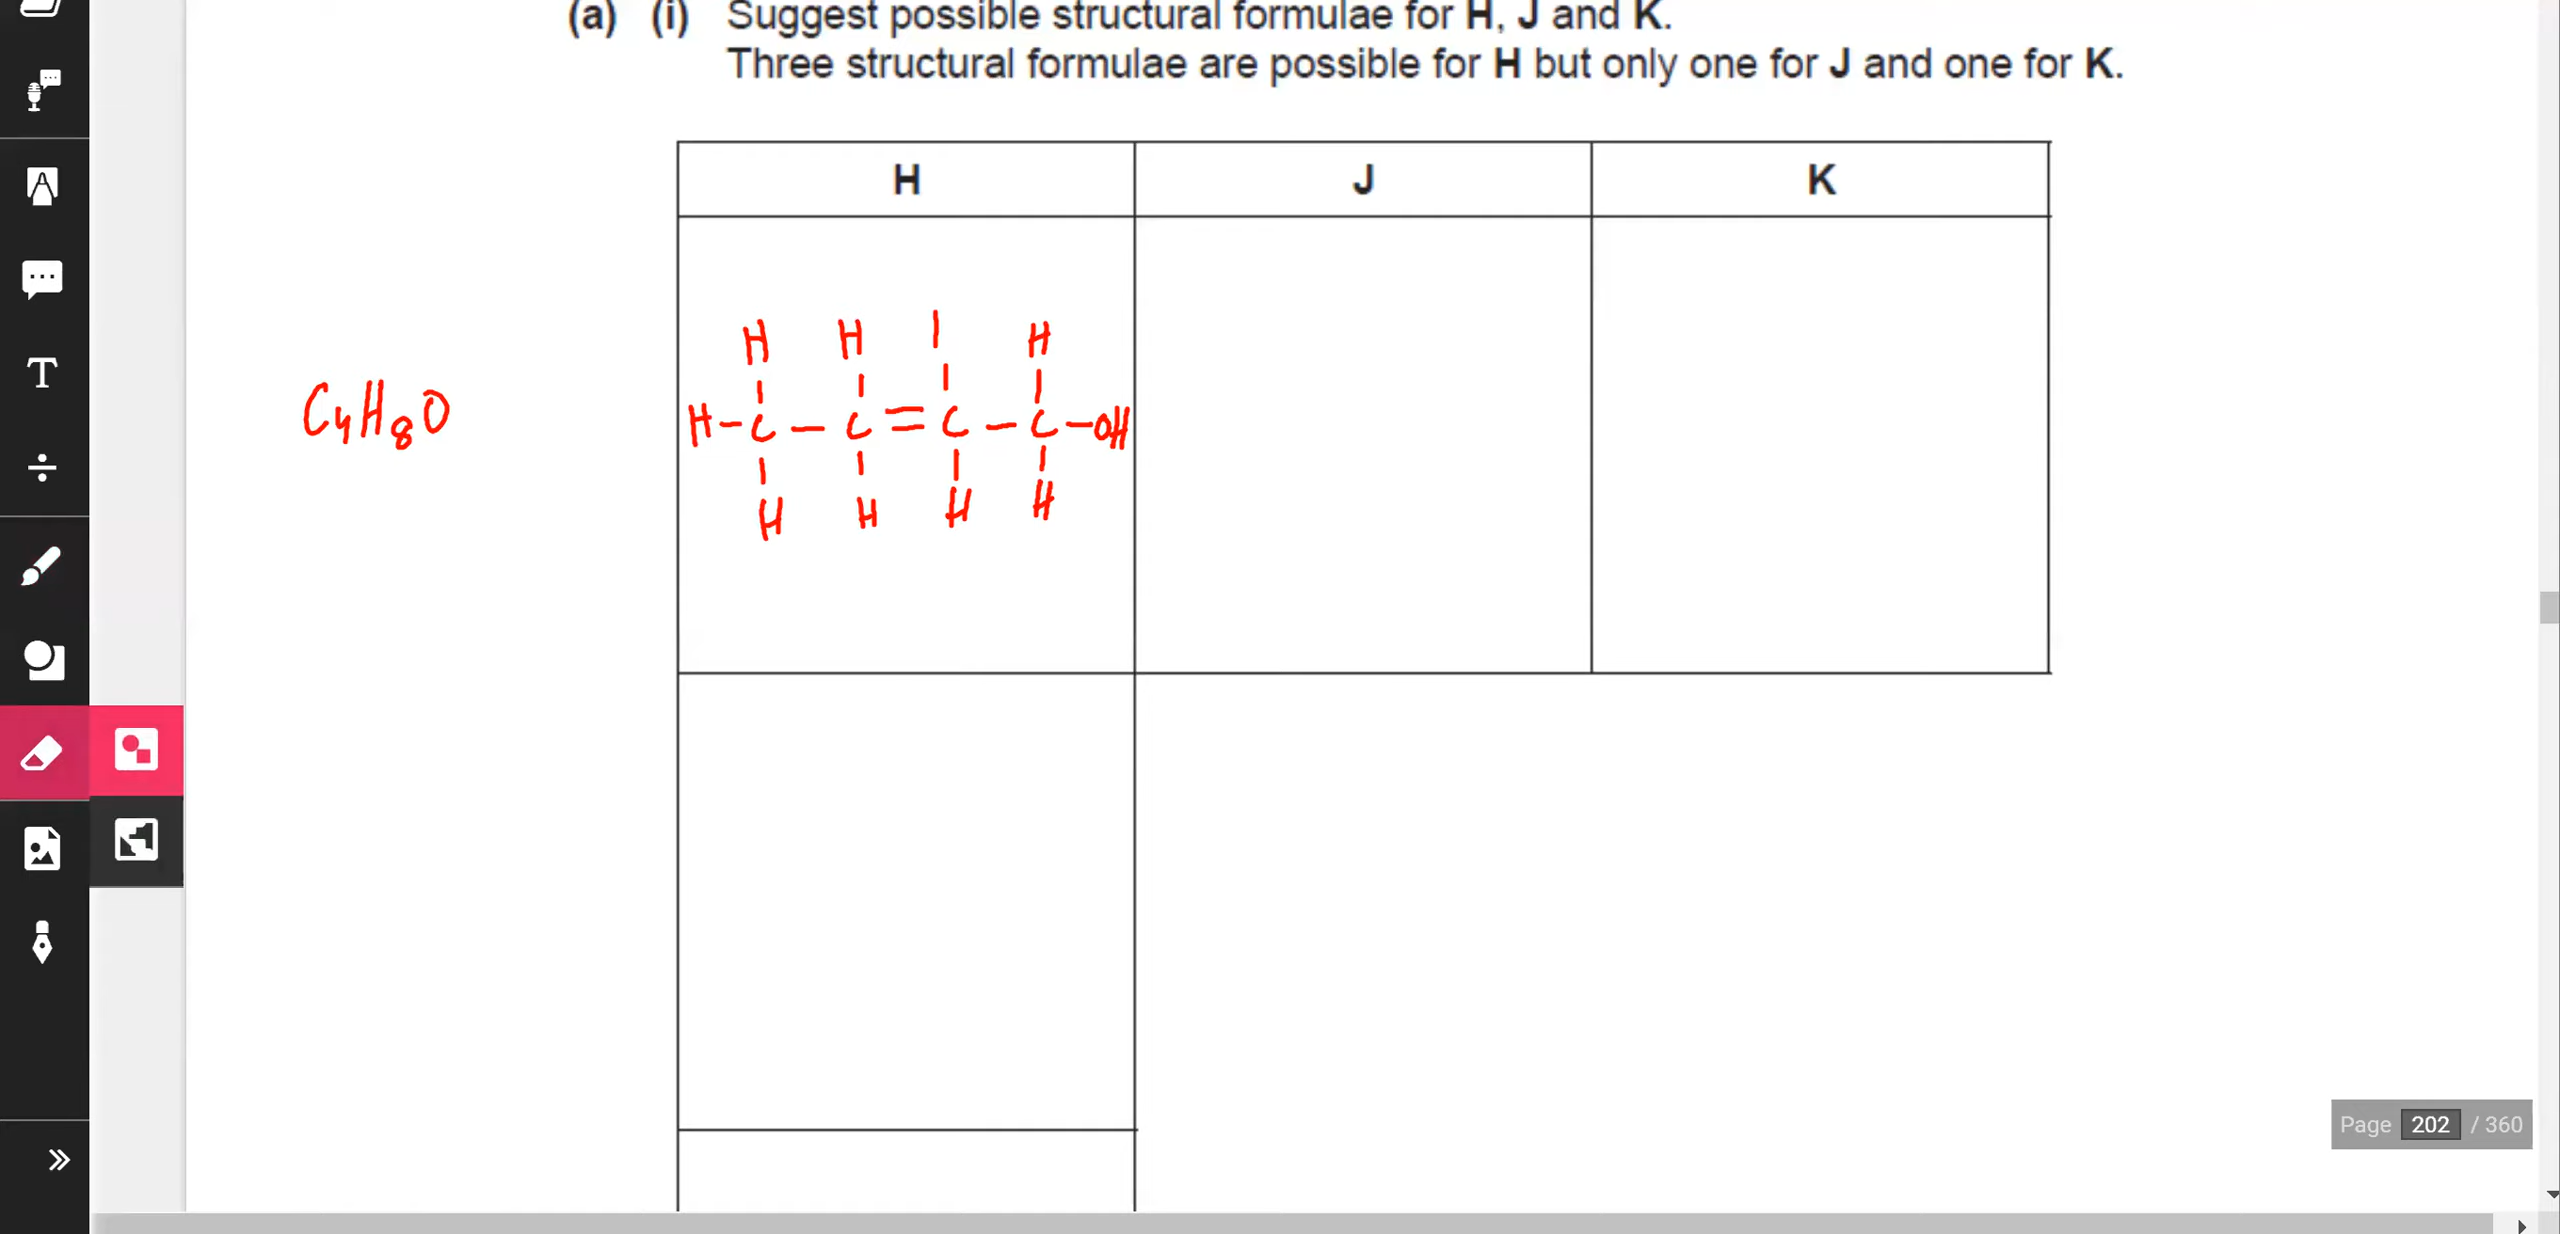 (a) (i) Suggest possible structural formulae for H, J and K.
Three structural formulae are possible for H but only one for J and one for K.
H J K
H H | H
C4H8O
H-C-C=C-C-OH
H H H H
T
Page 202 / 360